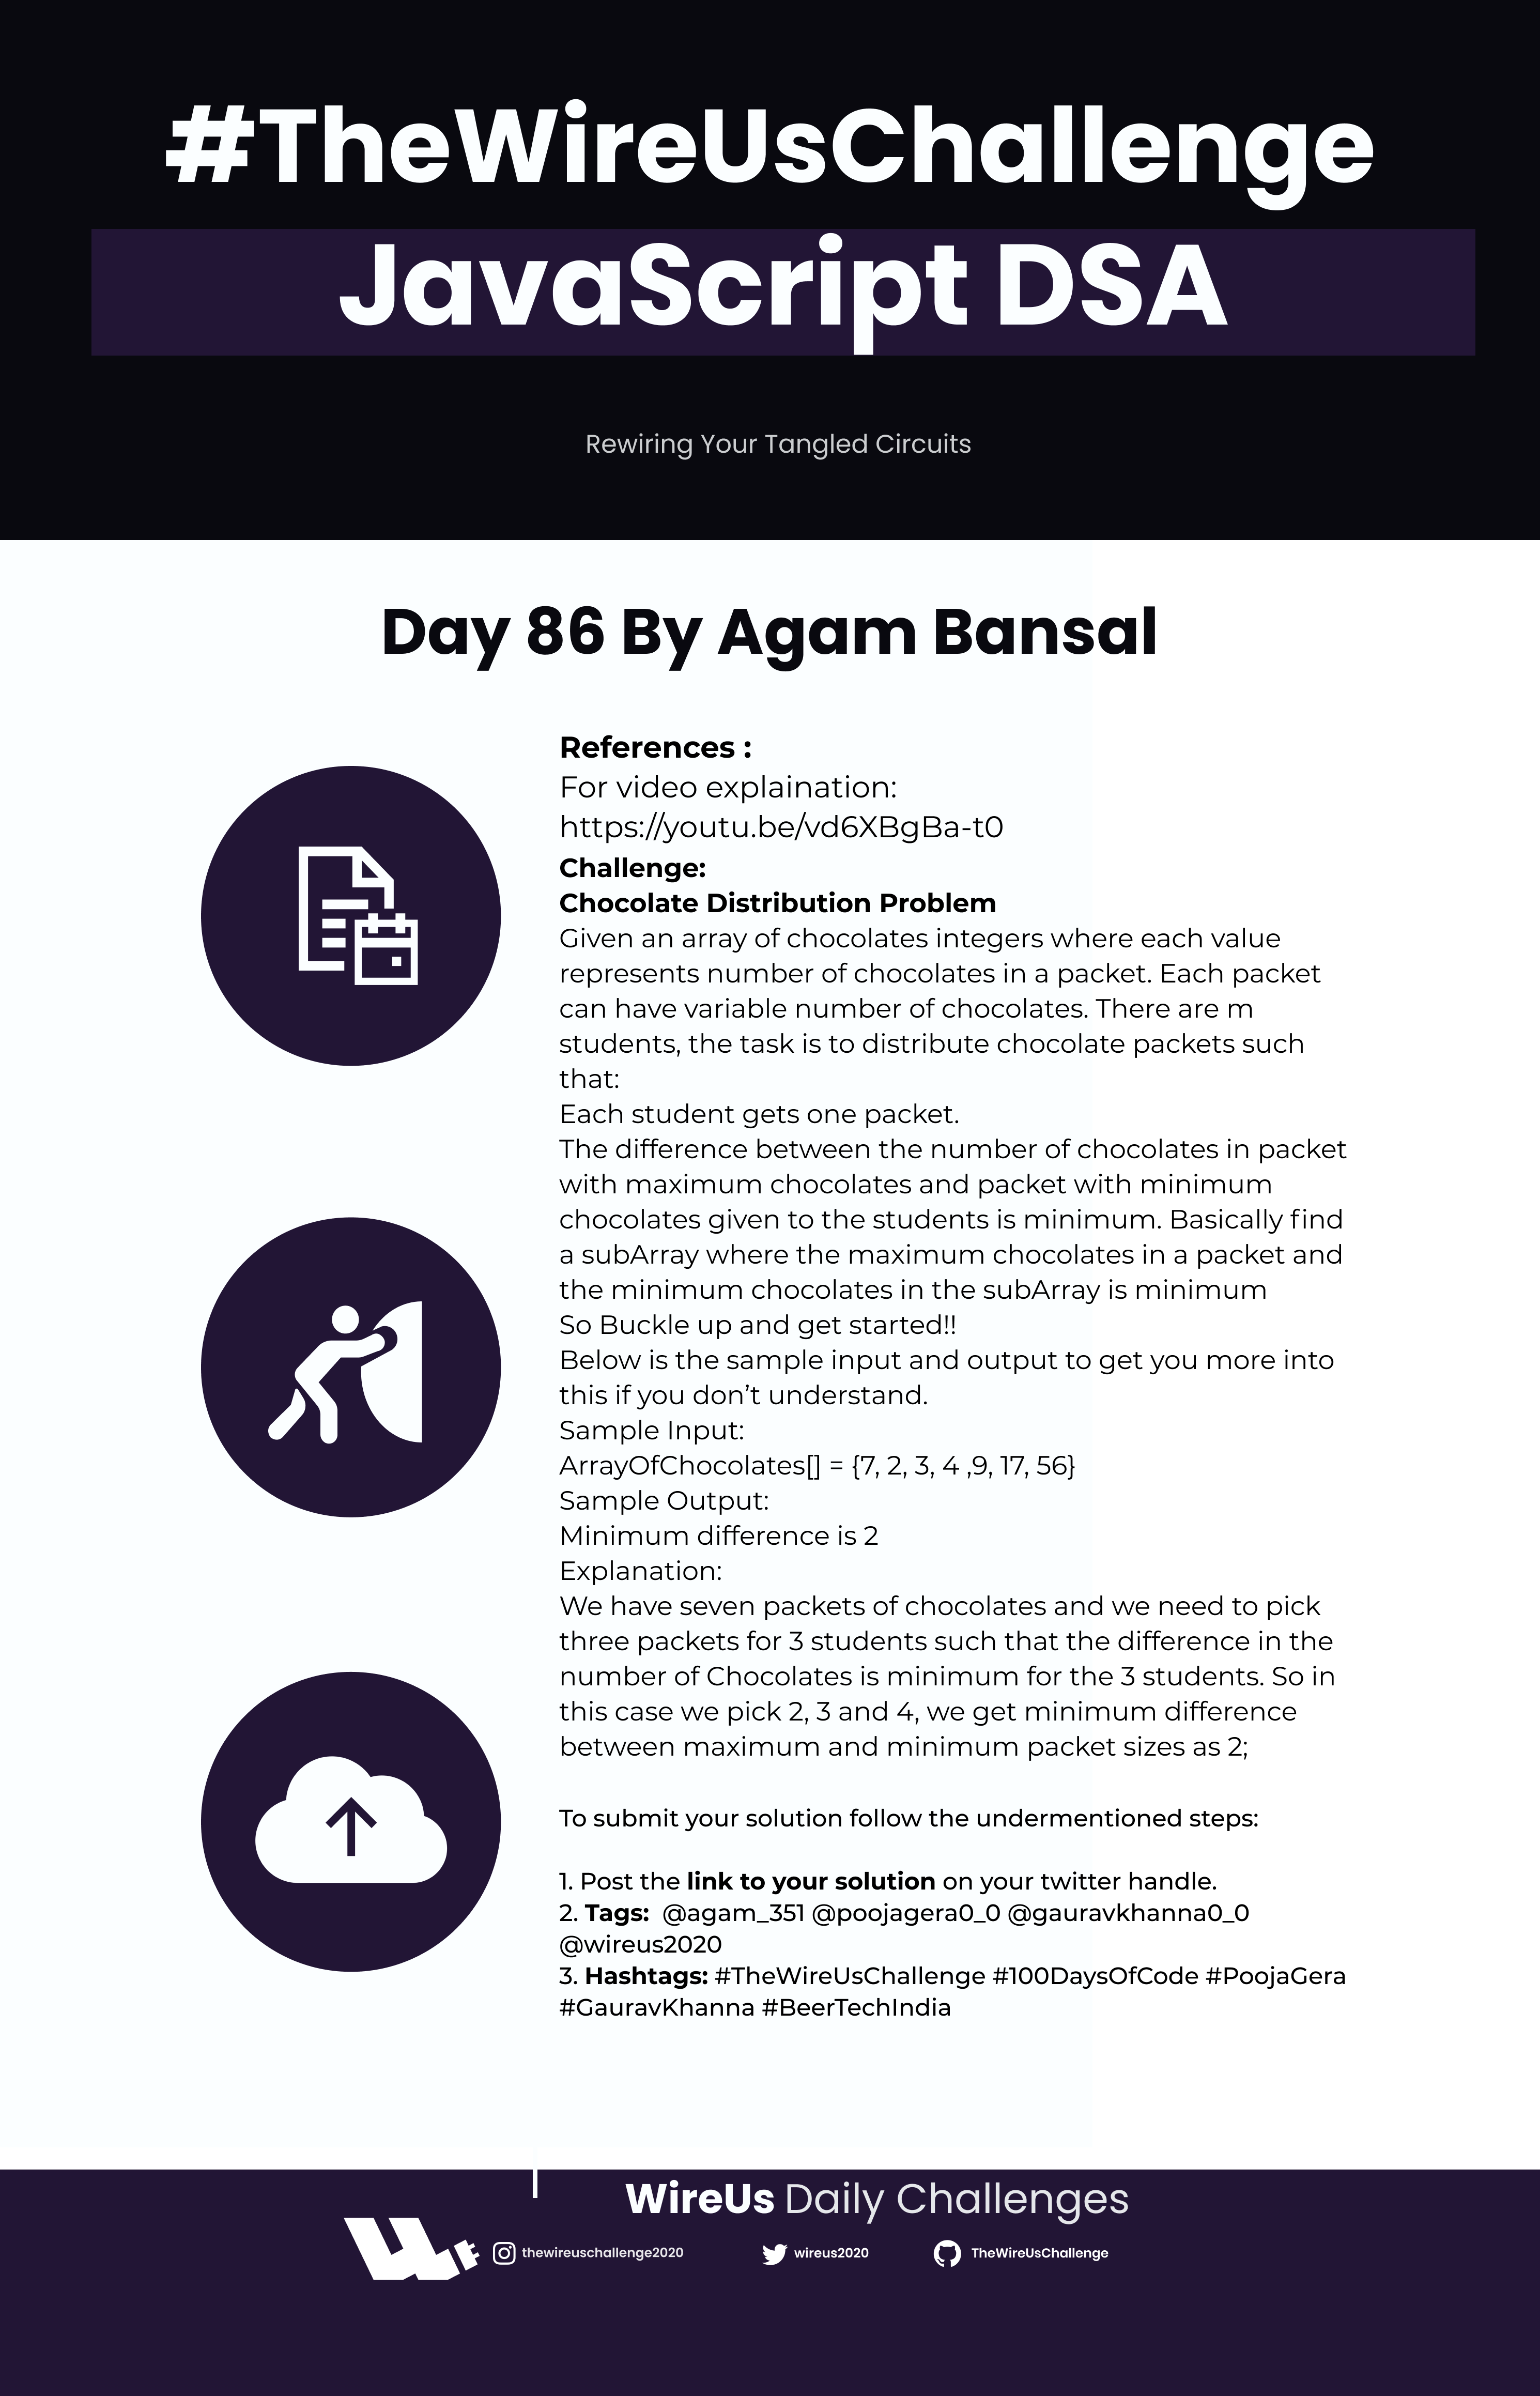 #TheWireUsChallenge
JavaScript DSA
Rewiring Your Tangled Circuits
Day 86 By Agam Bansal
References :
For video explaination:
https://youtu.be/vd6XBgBa-t0
Challenge:
Chocolate Distribution Problem
Given an array of chocolates integers where each value
represents number of chocolates in a packet. Each packet
can have variable number of chocolates. There are m
students, the task is to distribute chocolate packets such
that:
Each student gets one packet.
The difference between the number of chocolates in packet
with maximum chocolates and packet with minimum
chocolates given to the students is minimum. Basically find
a subArray where the maximum chocolates in a packet and
the minimum chocolates in the subArray is minimum
So Buckle up and get started!!
Below is the sample input and output to get you more into
this if you don’t understand.
Sample Input:
ArrayOfChocolates[] = {7, 2, 3, 4 ,9, 17, 56}
Sample Output:
Minimum difference is 2
Explanation:
We have seven packets of chocolates and we need to pick
three packets for 3 students such that the difference in the
number of Chocolates is minimum for the 3 students. So in
this case we pick 2, 3 and 4, we get minimum difference
between maximum and minimum packet sizes as 2;
To submit your solution follow the undermentioned steps:
1. Post the link to your solution on your twitter handle.
2. Tags:  @agam_351 @poojagera0_0 @gauravkhanna0_0
@wireus2020
3. Hashtags: #TheWireUsChallenge #100DaysOfCode #PoojaGera
#GauravKhanna #BeerTechIndia
WireUs Daily Challenges
thewireuschallenge2020 wireus2020 TheWireUsChallenge